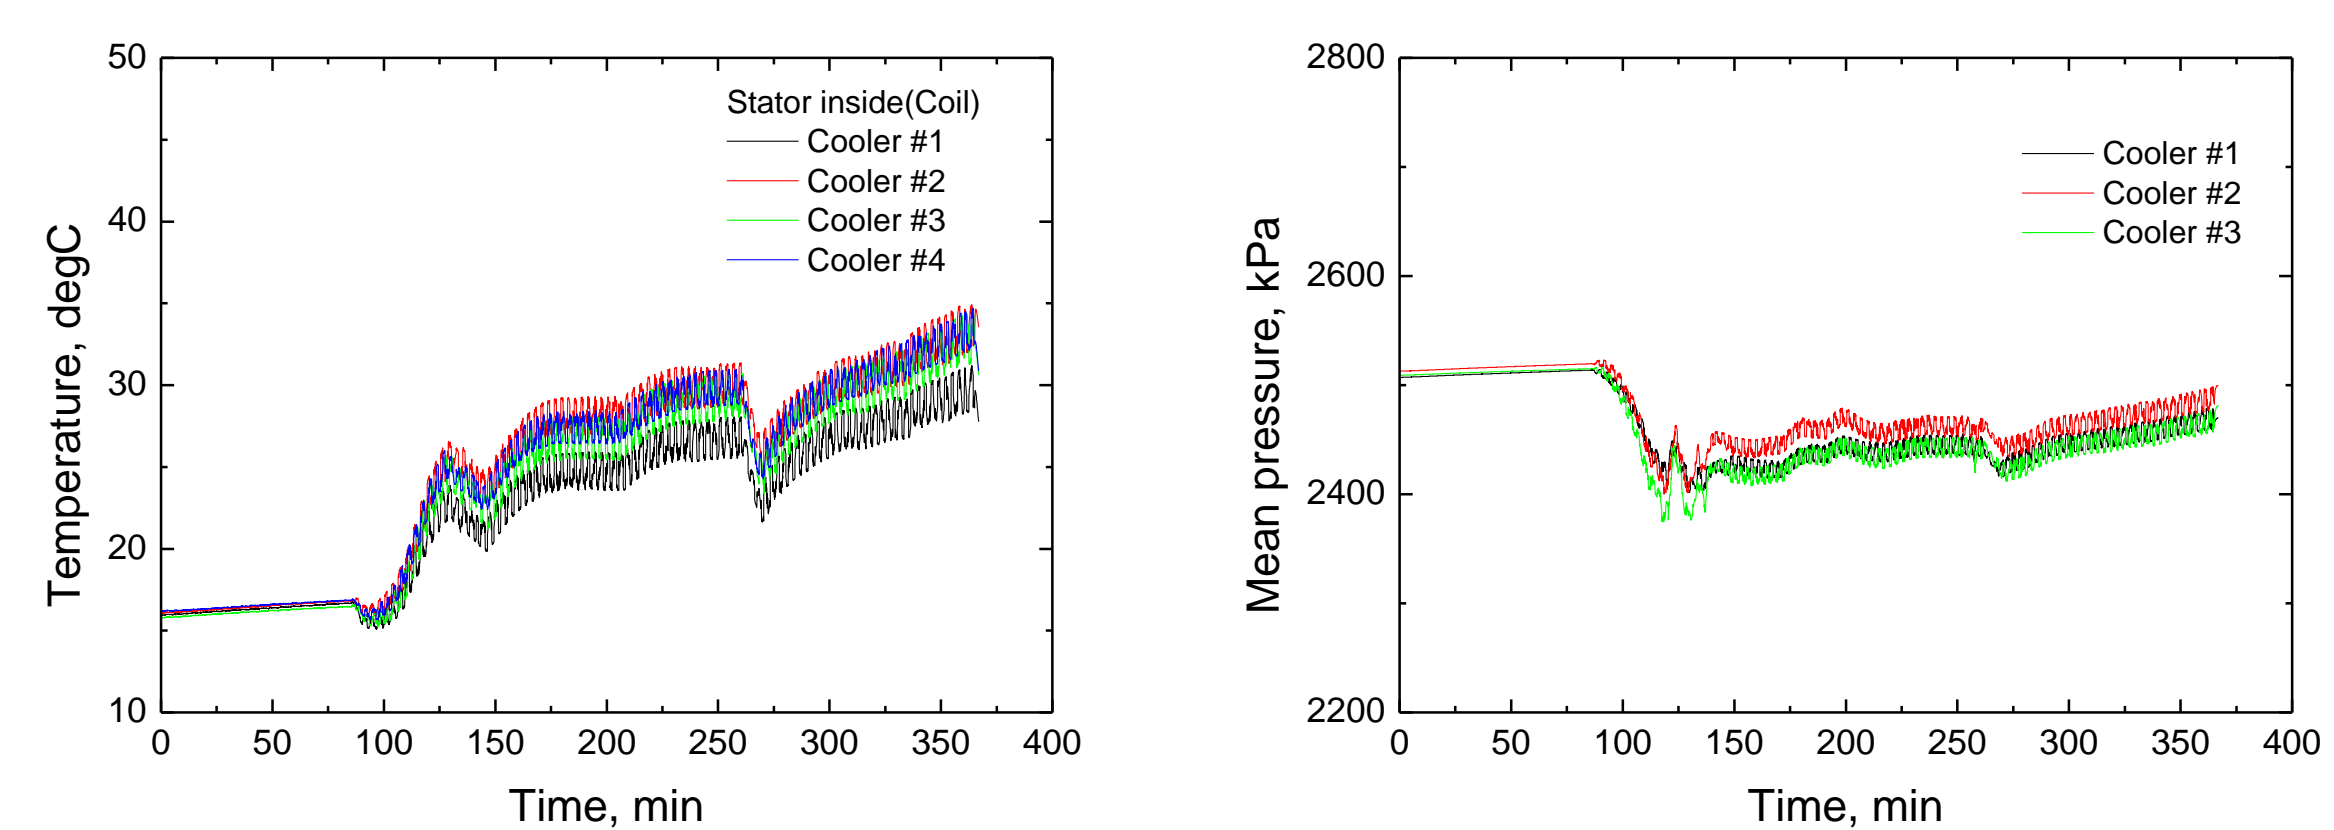 50
40
30
20
10
0
50
100
150
200
250
300
350
400
Temperature, degC
Time, min
Stator inside(Coil)
Cooler #1
Cooler #2
Cooler #3
Cooler #4
2800
2600
2400
2200
0
50
100
150
200
250
300
350
400
Mean pressure, kPa
Time, min
Cooler #1
Cooler #2
Cooler #3